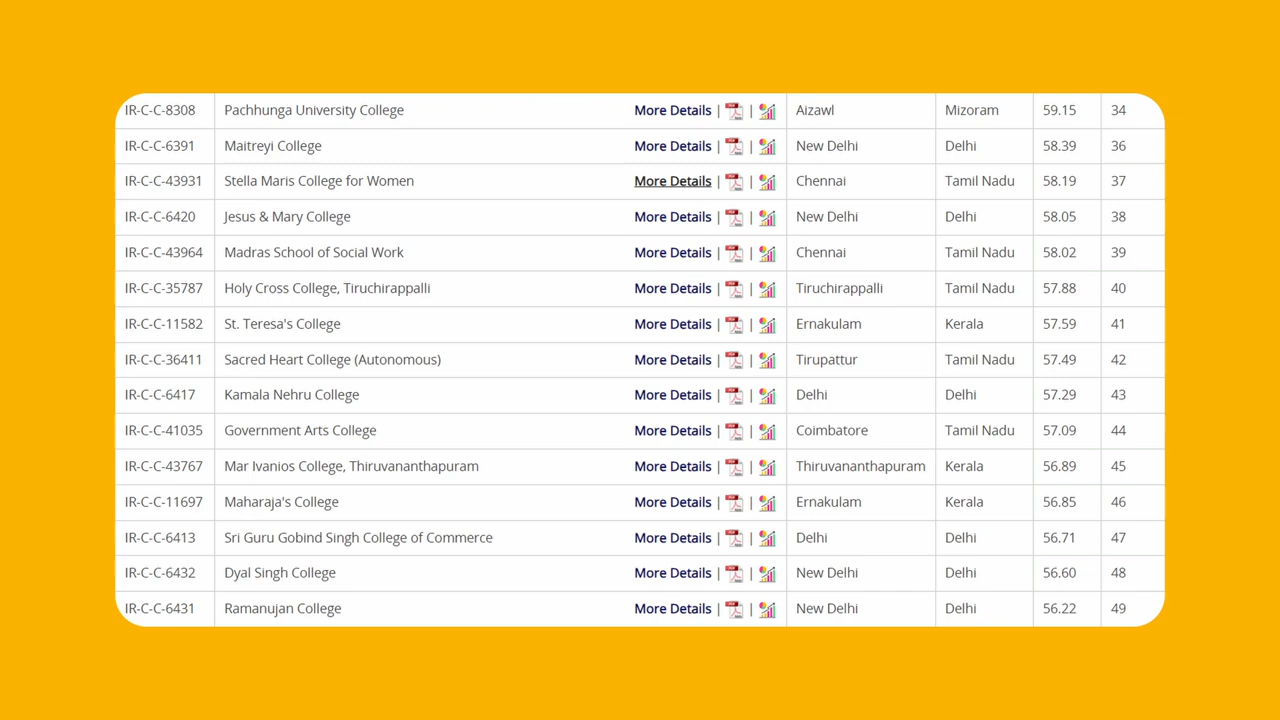 IR-C-C-8308 Pachhunga University College More Details | | Aizawl Mizoram 59.15 34
IR-C-C-6391 Maitreyi College More Details | | New Delhi Delhi 58.39 36
IR-C-C-43931 Stella Maris College for Women More Details | | Chennai Tamil Nadu 58.19 37
IR-C-C-6420 Jesus & Mary College More Details | | New Delhi Delhi 58.05 38
IR-C-C-43964 Madras School of Social Work More Details | | Chennai Tamil Nadu 58.02 39
IR-C-C-35787 Holy Cross College, Tiruchirappalli More Details | | Tiruchirappalli Tamil Nadu 57.88 40
IR-C-C-11582 St. Teresa's College More Details | | Ernakulam Kerala 57.59 41
IR-C-C-36411 Sacred Heart College (Autonomous) More Details | | Tirupattur Tamil Nadu 57.49 42
IR-C-C-6417 Kamala Nehru College More Details | | Delhi Delhi 57.29 43
IR-C-C-41035 Government Arts College More Details | | Coimbatore Tamil Nadu 57.09 44
IR-C-C-43767 Mar Ivanios College, Thiruvananthapuram More Details | | Thiruvananthapuram Kerala 56.89 45
IR-C-C-11697 Maharaja's College More Details | | Ernakulam Kerala 56.85 46
IR-C-C-6413 Sri Guru Gobind Singh College of Commerce More Details | | Delhi Delhi 56.71 47
IR-C-C-6432 Dyal Singh College More Details | | New Delhi Delhi 56.60 48
IR-C-C-6431 Ramanujan College More Details | | New Delhi Delhi 56.22 49